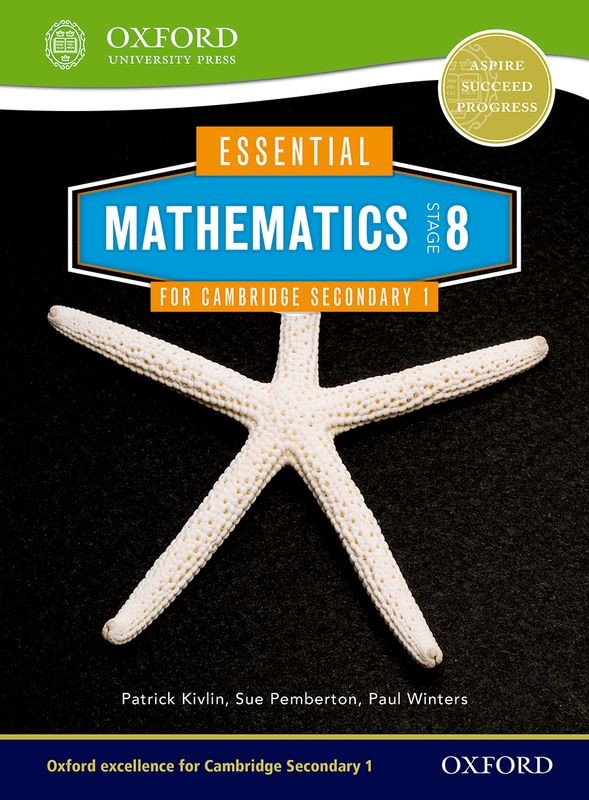 OXFORD
UNIVERSITY PRESS
ASPIRE
SUCCEED
PROGRESS
ESSENTIAL
MATHEMATICS STAGE 8
FOR CAMBRIDGE SECONDARY 1
Patrick Kivlin, Sue Pemberton, Paul Winters
Oxford excellence for Cambridge Secondary 1
OXFORD